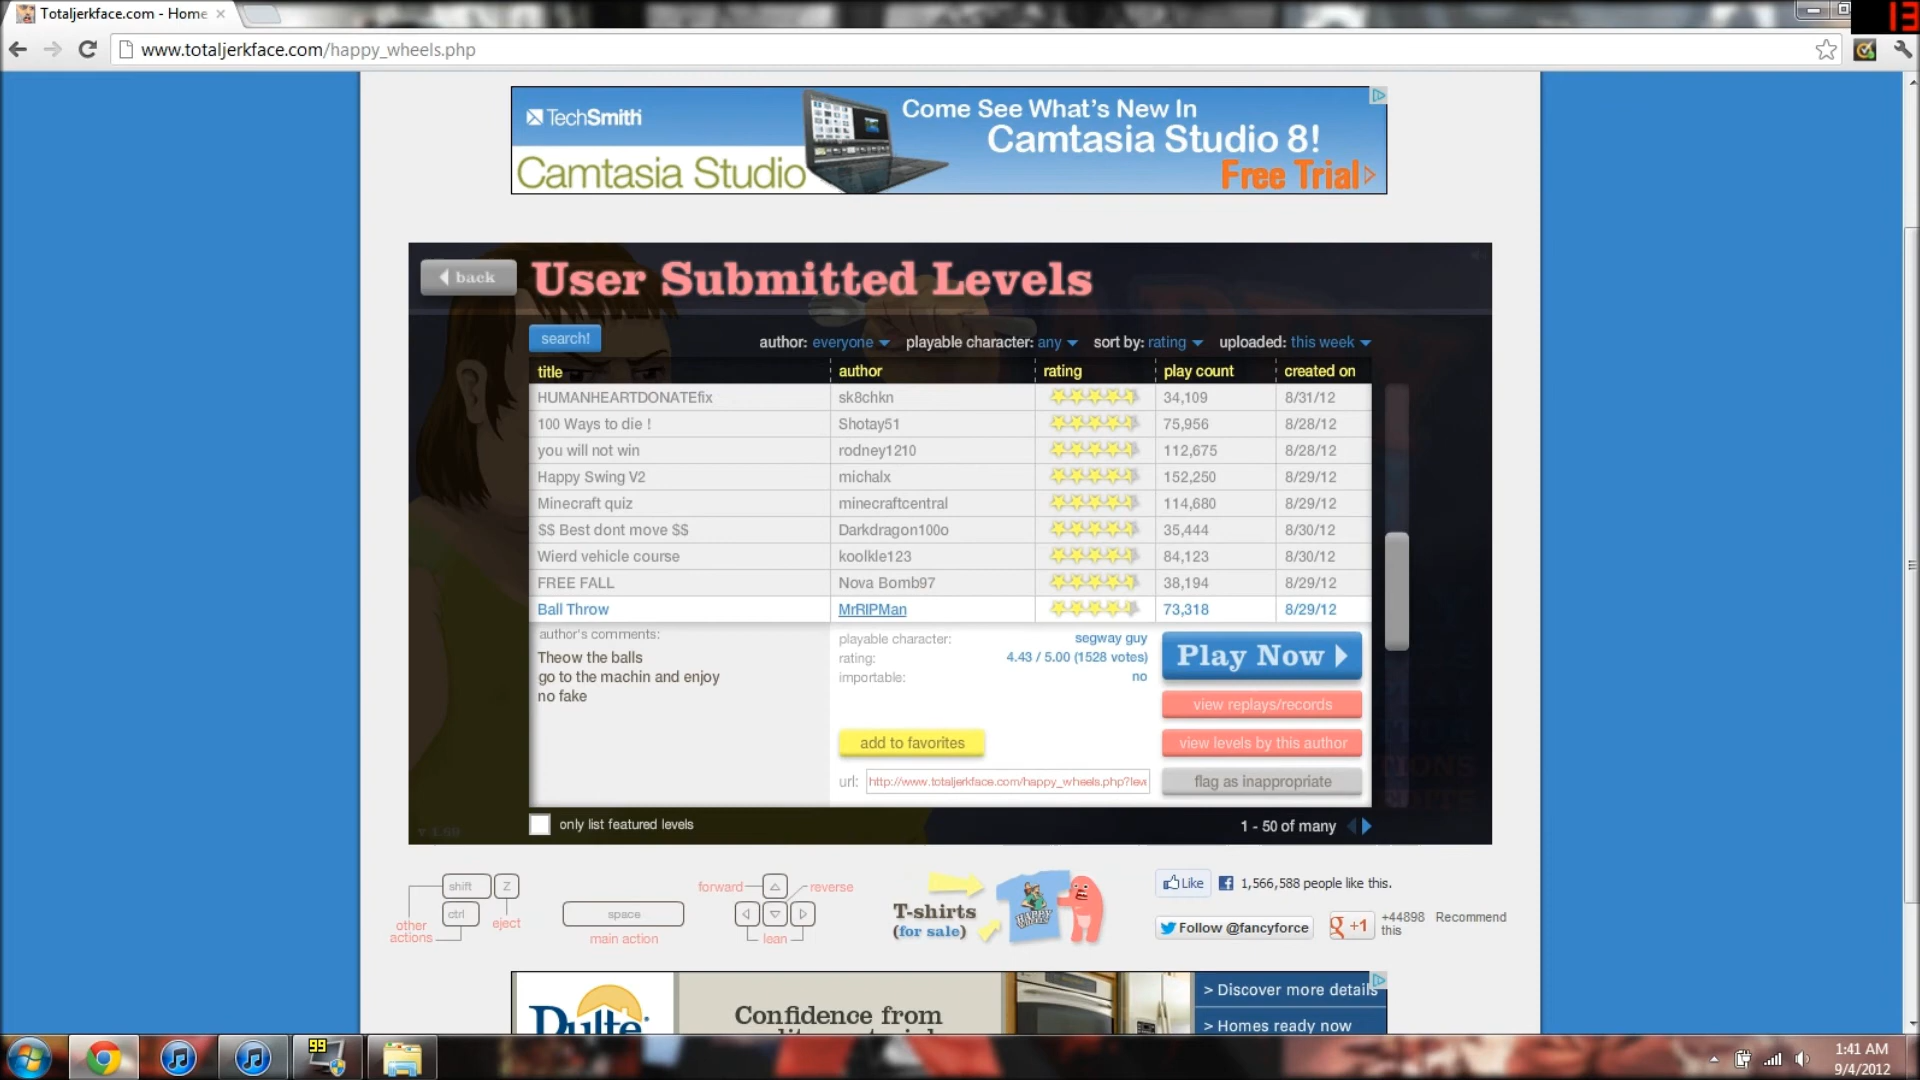 Totaljerkface.com - Home
13
www.totaljerkface.com/happy_wheels.php
TechSmith
Camtasia Studio
Come See What's New In
Camtasia Studio 8!
Free Trial
back
User Submitted Levels
search!
author: everyone playable character: any sort by: rating uploaded: this week
title author rating play count created on
HUMANHEARTDONATEfix sk8chkn 34,109 8/31/12
100 Ways to die ! Shotay51 75,956 8/28/12
you will not win rodney1210 112,675 8/28/12
Happy Swing V2 michalx 152,250 8/29/12
Minecraft quiz minecraftcentral 114,680 8/29/12
$$ Best dont move $$ Darkdragon100o 35,444 8/30/12
Wierd vehicle course koolkle123 84,123 8/30/12
FREE FALL Nova Bomb97 38,194 8/29/12
Ball Throw MrRIPMan 73,318 8/29/12
author's comments:
Theow the balls
go to the machin and enjoy
no fake
playable character: segway guy
rating: 4.43 / 5.00 (1528 votes)
importable: no
add to favorites
url: http://www.totaljerkface.com/happy_wheels.php?lev
Play Now
view replays/records
view levels by this author
flag as inappropriate
only list featured levels
1 - 50 of many
shift Z
ctrl
other
actions
eject
space
main action
forward reverse
lean
T-shirts
(for sale)
HAPPY
Like 1,566,588 people like this.
Follow @fancyforce
+1 +44898 Recommend
this
Pulte
Confidence from
> Discover more details
> Homes ready now
99
1:41 AM
9/4/2012